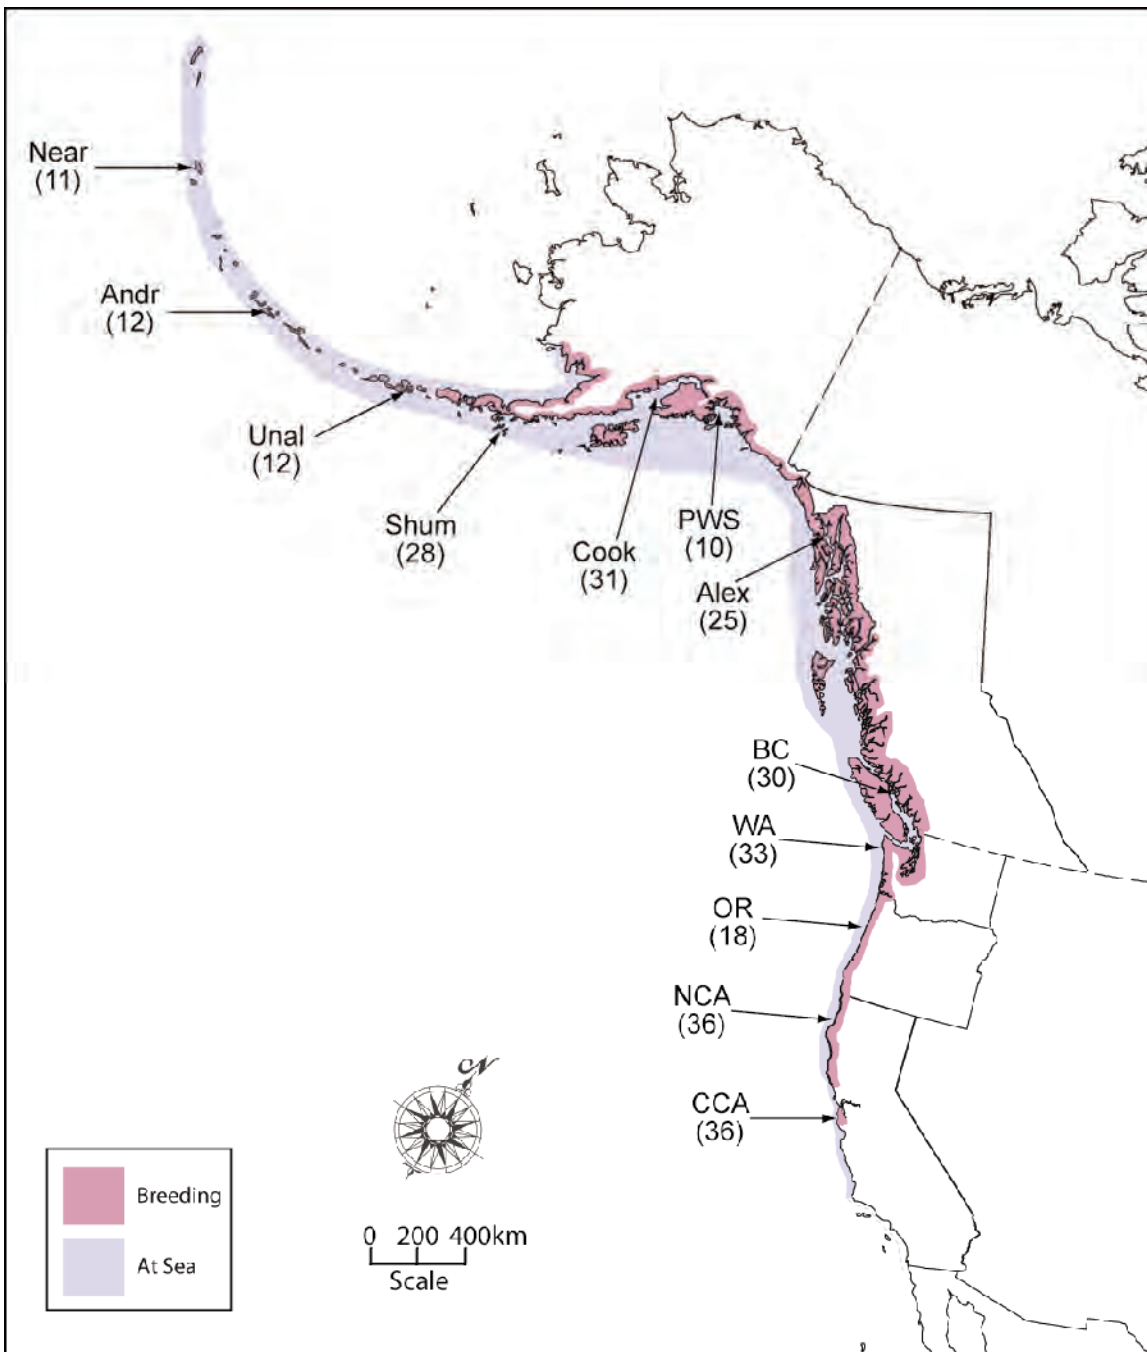 Near
(11)
Andr
(12)
Unal
(12)
Shum
(28)
Cook
(31)
PWS
(10)
Alex
(25)
BC
(30)
WA
(33)
OR
(18)
NCA
(36)
CCA
(36)
N
Breeding
At Sea
0 200 400km
Scale